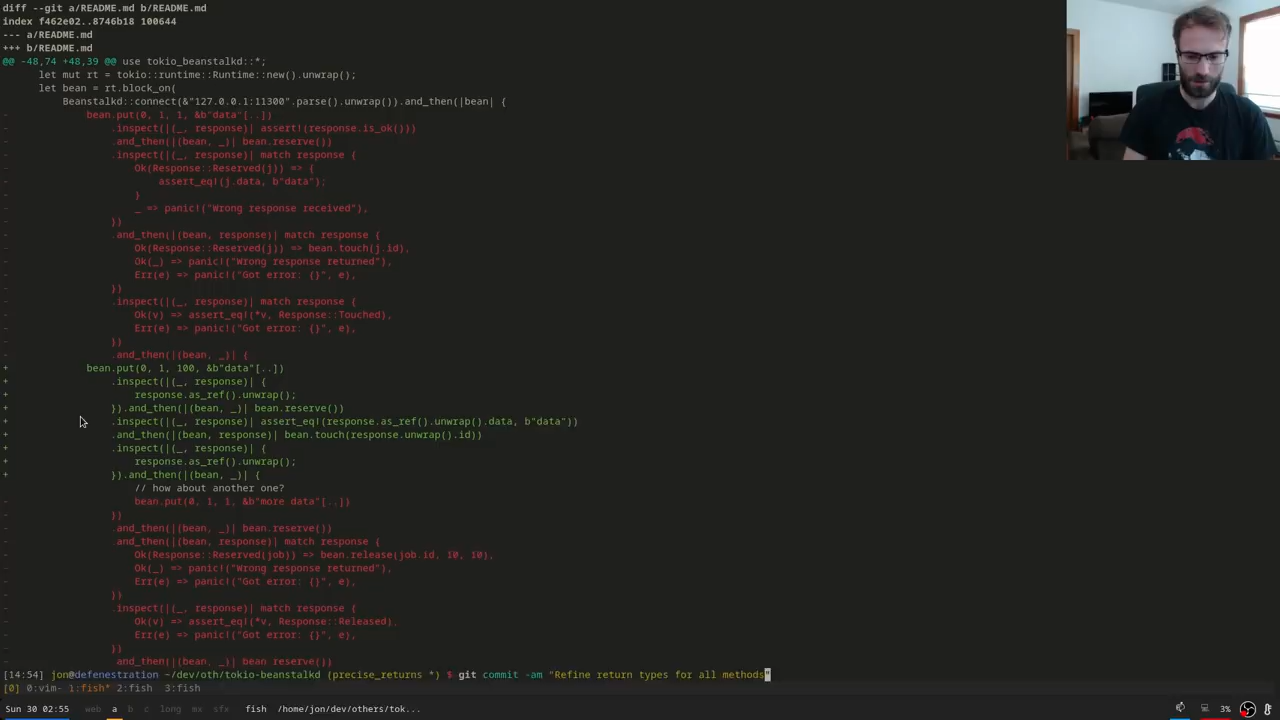 diff --git a/README.md b/README.md
index f462e02..8746b18 100644
--- a/README.md
+++ b/README.md
@@ -48,74 +48,39 @@ use tokio_beanstalkd::*;
     let mut rt = tokio::runtime::Runtime::new().unwrap();
     let bean = rt.block_on(
         Beanstalkd::connect(&"127.0.0.1:11300".parse().unwrap()).and_then(|bean| {
-            bean.put(0, 1, 1, &b"data"[..])
-                .inspect(|(_, response)| assert!(response.is_ok()))
-                .and_then(|(bean, _)| bean.reserve())
-                .inspect(|(_, response)| match response {
-                    Ok(Response::Reserved(j)) => {
-                        assert_eq!(j.data, b"data");
-                    }
-                    _ => panic!("Wrong response received"),
-                })
-                .and_then(|(bean, response)| match response {
-                    Ok(Response::Reserved(j)) => bean.touch(j.id),
-                    Ok(_) => panic!("Wrong response returned"),
-                    Err(e) => panic!("Got error: {}", e),
-                })
-                .inspect(|(_, response)| match response {
-                    Ok(v) => assert_eq!(*v, Response::Touched),
-                    Err(e) => panic!("Got error: {}", e),
-                })
-                .and_then(|(bean, _)| {
+            bean.put(0, 1, 100, &b"data"[..])
+                .inspect(|(_, response)| {
+                    response.as_ref().unwrap();
+                }).and_then(|(bean, _)| bean.reserve())
+                .inspect(|(_, response)| assert_eq!(response.as_ref().unwrap().data, b"data"))
+                .and_then(|(bean, response)| bean.touch(response.unwrap().id))
+                .inspect(|(_, response)| {
+                    response.as_ref().unwrap();
+                }).and_then(|(bean, _)| {
                     // how about another one?
-                    bean.put(0, 1, 1, &b"more data"[..])
-                })
-                .and_then(|(bean, _)| bean.reserve())
-                .and_then(|(bean, response)| match response {
-                    Ok(Response::Reserved(job)) => bean.release(job.id, 10, 10),
-                    Ok(_) => panic!("Wrong response returned"),
-                    Err(e) => panic!("Got error: {}", e),
-                })
-                .inspect(|(_, response)| match response {
-                    Ok(v) => assert_eq!(*v, Response::Released),
-                    Err(e) => panic!("Got error: {}", e),
-                })
-                .and_then(|(bean, _)| bean.reserve())
[14:54] jon@defenestration ~/dev/oth/tokio-beanstalkd (precise_returns *) $ git commit -am "Refine return types for all methods"
[0] 0:vim- 1:fish* 2:fish  3:fish
Sun 30 02:55 web a b c long mx sfx fish /home/jon/dev/others/tok... 3%